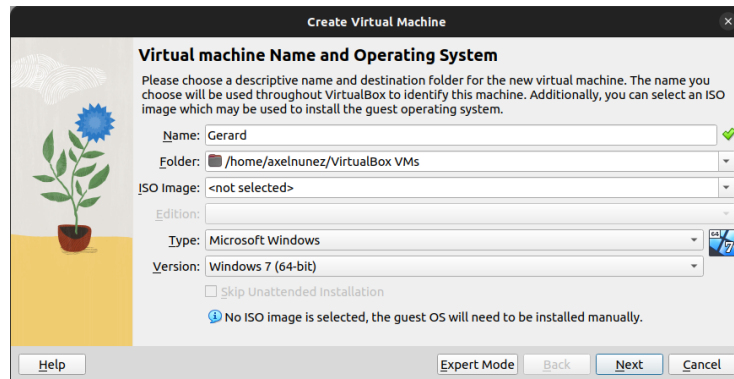 Create Virtual Machine
Virtual machine Name and Operating System
Please choose a descriptive name and destination folder for the new virtual machine. The name you
choose will be used throughout VirtualBox to identify this machine. Additionally, you can select an ISO
image which may be used to install the guest operating system.
Name: Gerard
Folder: /home/axelnunez/VirtualBox VMs
ISO Image: <not selected>
Edition:
Type: Microsoft Windows
64
7
Version: Windows 7 (64-bit)
Skip Unattended Installation
No ISO image is selected, the guest OS will need to be installed manually.
Help Expert Mode Back Next Cancel